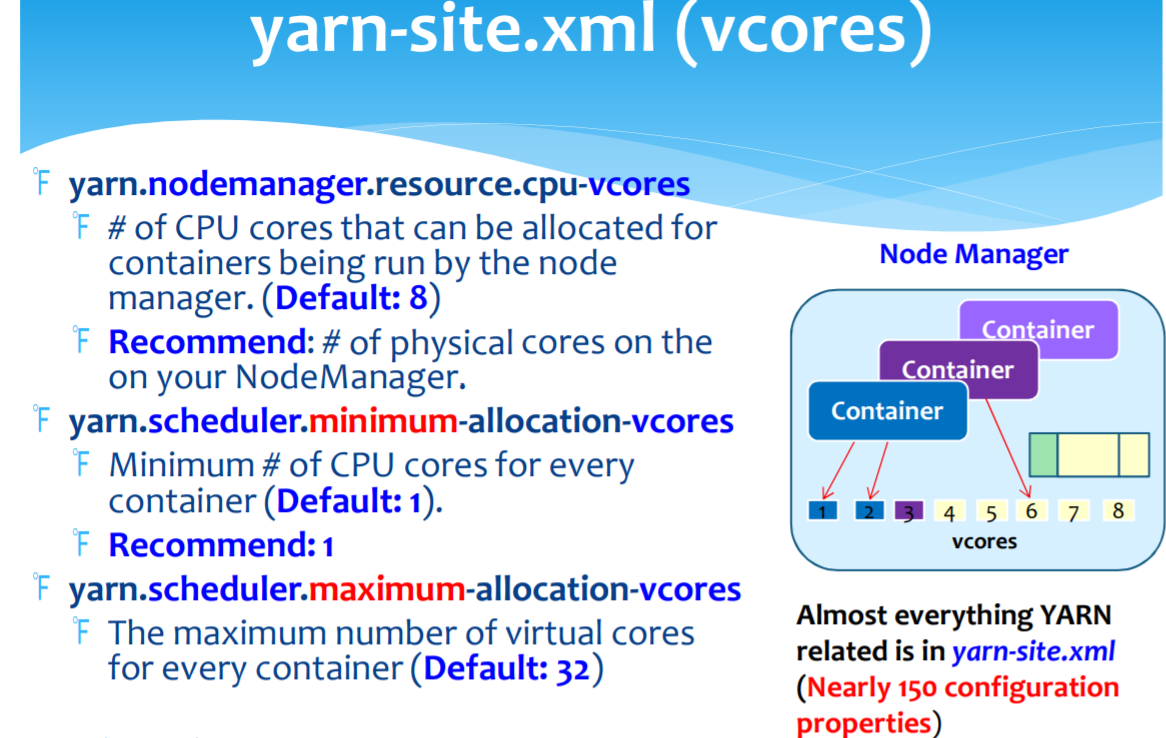 yarn-site.xml (vcores)
yarn.nodemanager.resource.cpu-vcores
# of CPU cores that can be allocated for
containers being run by the node
manager. (Default: 8)
Recommend: # of physical cores on the
on your NodeManager.
yarn.scheduler.minimum-allocation-vcores
Minimum # of CPU cores for every
container (Default: 1).
Recommend: 1
yarn.scheduler.maximum-allocation-vcores
The maximum number of virtual cores
for every container (Default: 32)
Node Manager
Container
Container
Container
1 2 3 4 5 6 7 8
vcores
Almost everything YARN
related is in yarn-site.xml
(Nearly 150 configuration
properties)